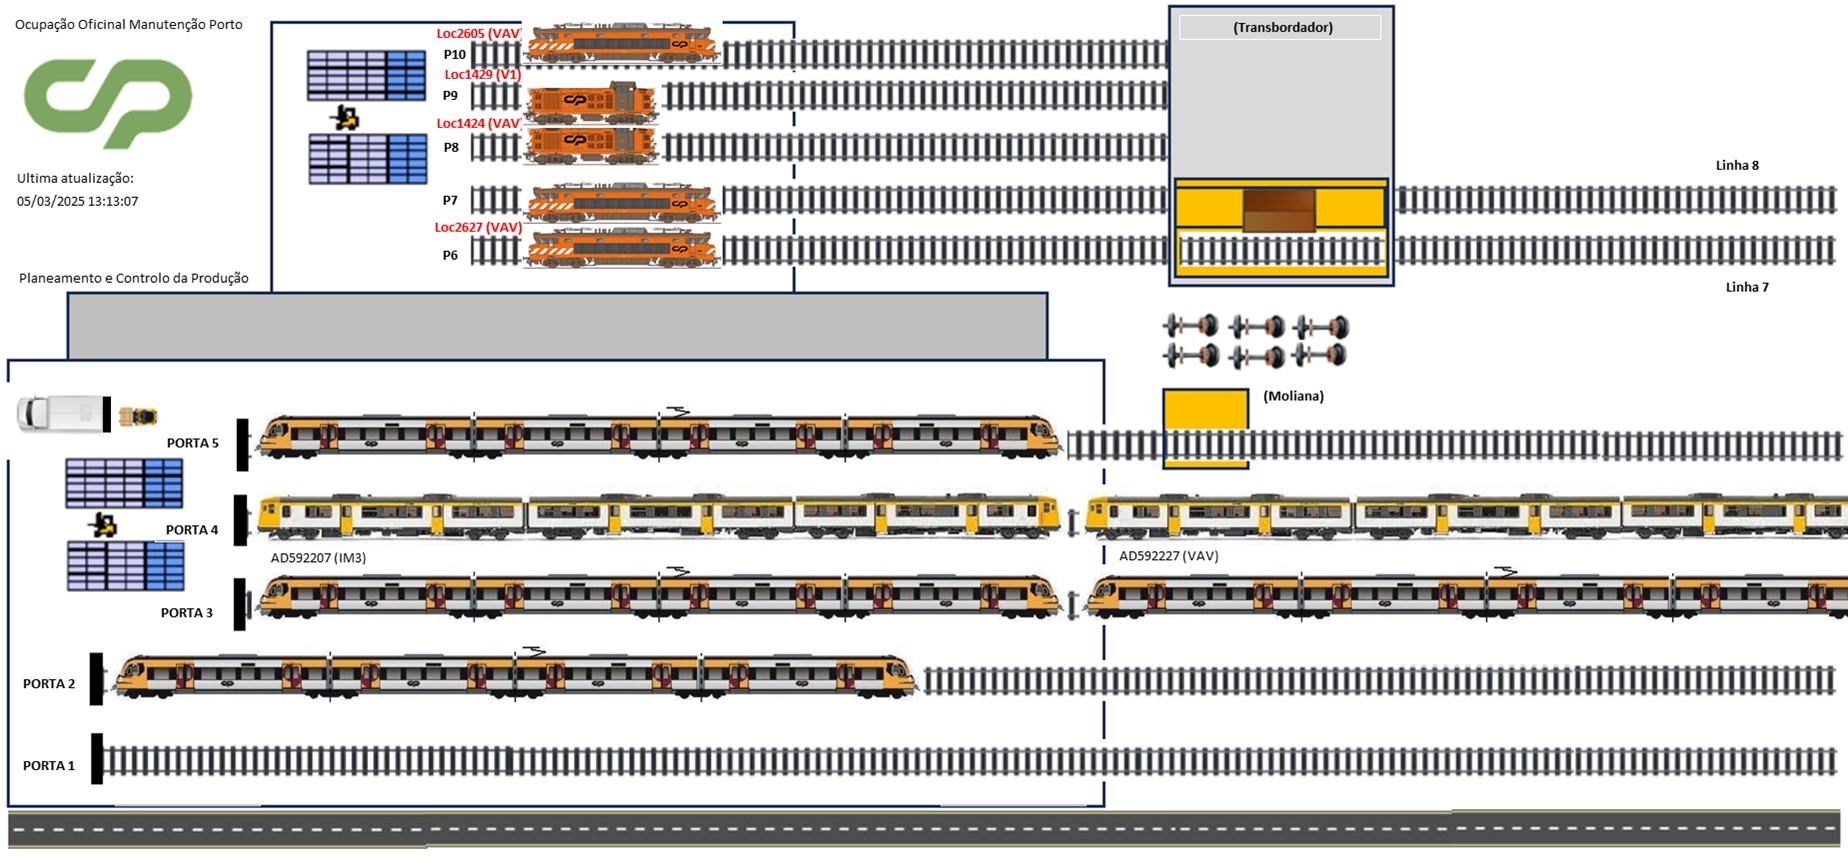 Ocupação Oficinal Manutenção Porto
Ultima atualização:
05/03/2025 13:13:07
Planeamento e Controlo da Produção
Loc2605 (VAV)
P10
Loc1429 (V1)
P9
Loc1424 (VAV)
P8
P7
Loc2627 (VAV)
P6
(Transbordador)
Linha 8
Linha 7
(Moliana)
PORTA 5
PORTA 4
AD592207 (IM3)
AD592227 (VAV)
PORTA 3
PORTA 2
PORTA 1